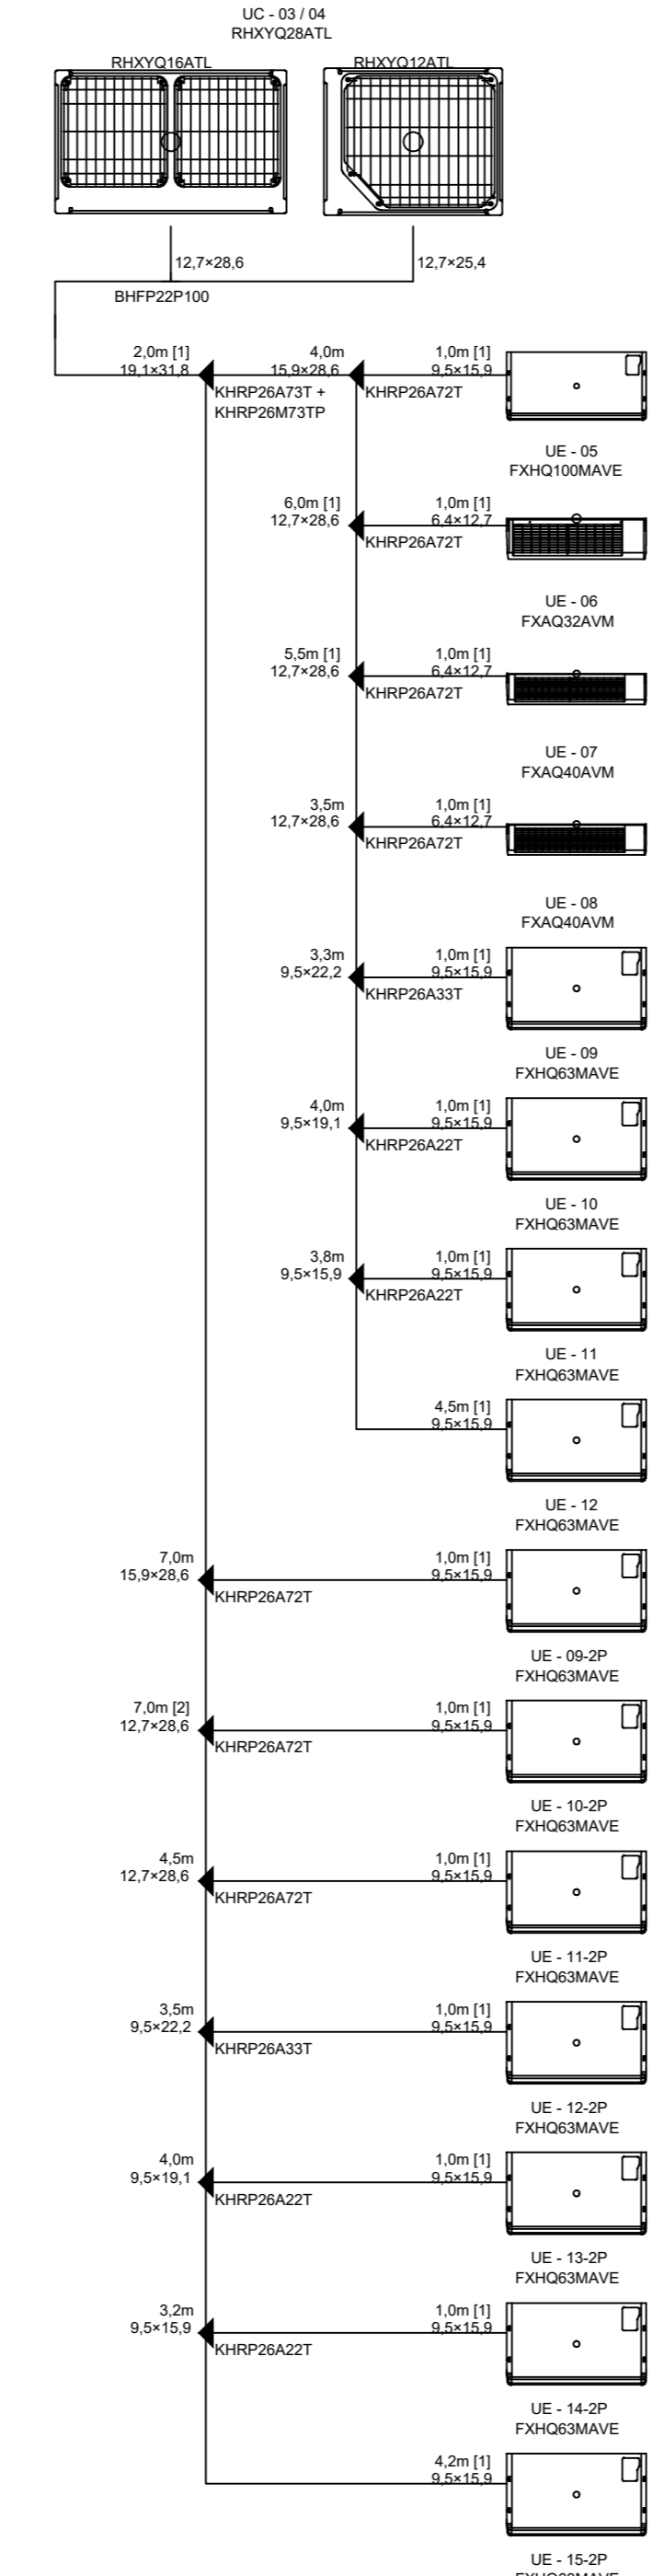 UC - 03 / 04
RHXYQ28ATL
RHXYQ16ATL
RHXYQ12ATL
12,7×28,6
12,7×25,4
BHFP22P100
2,0m [1]
19,1×31,8
4,0m
15,9×28,6
1,0m [1]
9,5×15,9
KHRP26A73T +
KHRP26M73TP
KHRP26A72T
UE - 05
FXHQ100MAVE
6,0m [1]
12,7×28,6
1,0m [1]
6,4×12,7
KHRP26A72T
UE - 06
FXAQ32AVM
5,5m [1]
12,7×28,6
1,0m [1]
6,4×12,7
KHRP26A72T
UE - 07
FXAQ40AVM
3,5m
12,7×28,6
1,0m [1]
6,4×12,7
KHRP26A72T
UE - 08
FXAQ40AVM
3,3m
9,5×22,2
1,0m [1]
9,5×15,9
KHRP26A33T
UE - 09
FXHQ63MAVE
4,0m
9,5×19,1
1,0m [1]
9,5×15,9
KHRP26A22T
UE - 10
FXHQ63MAVE
3,8m
9,5×15,9
1,0m [1]
9,5×15,9
KHRP26A22T
UE - 11
FXHQ63MAVE
4,5m [1]
9,5×15,9
UE - 12
FXHQ63MAVE
7,0m
15,9×28,6
1,0m [1]
9,5×15,9
KHRP26A72T
UE - 09-2P
FXHQ63MAVE
7,0m [2]
12,7×28,6
1,0m [1]
9,5×15,9
KHRP26A72T
UE - 10-2P
FXHQ63MAVE
4,5m
12,7×28,6
1,0m [1]
9,5×15,9
KHRP26A72T
UE - 11-2P
FXHQ63MAVE
3,5m
9,5×22,2
1,0m [1]
9,5×15,9
KHRP26A33T
UE - 12-2P
FXHQ63MAVE
4,0m
9,5×19,1
1,0m [1]
9,5×15,9
KHRP26A22T
UE - 13-2P
FXHQ63MAVE
3,2m
9,5×15,9
1,0m [1]
9,5×15,9
KHRP26A22T
UE - 14-2P
FXHQ63MAVE
4,2m [1]
9,5×15,9
UE - 15-2P